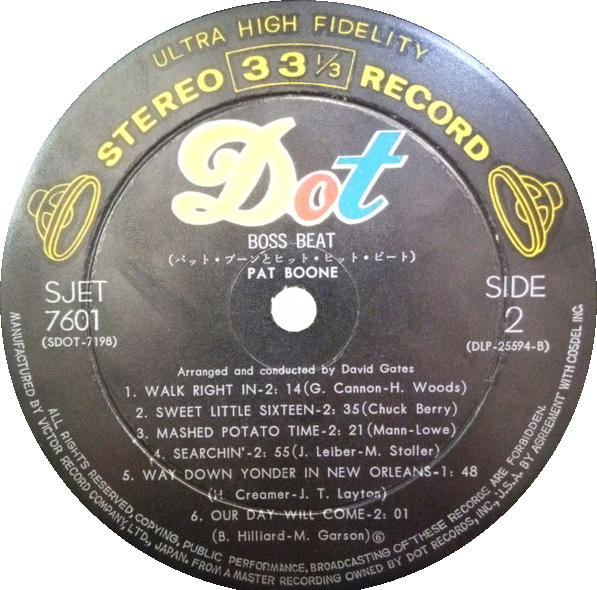 ULTRA HIGH FIDELITY
STEREO 33 1/3 RECORD
Dot
BOSS BEAT
(パット・ブーンとヒット・ヒット・ビート)
PAT BOONE
SJET
7601
(SDOT-7198)
SIDE
2
(DLP-25594-B)
Arranged and conducted by David Gates
1. WALK RIGHT IN-2: 14(G. Cannon-H. Woods)
2. SWEET LITTLE SIXTEEN-2: 35(Chuck Berry)
3. MASHED POTATO TIME-2: 21(Mann-Lowe)
4. SEARCHIN'-2: 55(J. Leiber-M. Stoller)
5. WAY DOWN YONDER IN NEW ORLEANS-1: 48
(H. Creamer-J. T. Layton)
6. OUR DAY WILL COME-2: 01
(B. Hilliard-M. Garson)⑥
ALL RIGHTS RESERVED, COPYING, PUBLIC PERFORMANCE, BROADCASTING OF THESE RECORDS ARE FORBIDDEN.
MANUFACTURED BY VICTOR RECORD COMPANY, LTD., JAPAN, FROM A MASTER RECORDING OWNED BY DOT RECORDS, INC., U.S.A. BY AGREEMENT WITH COSDEL INC.